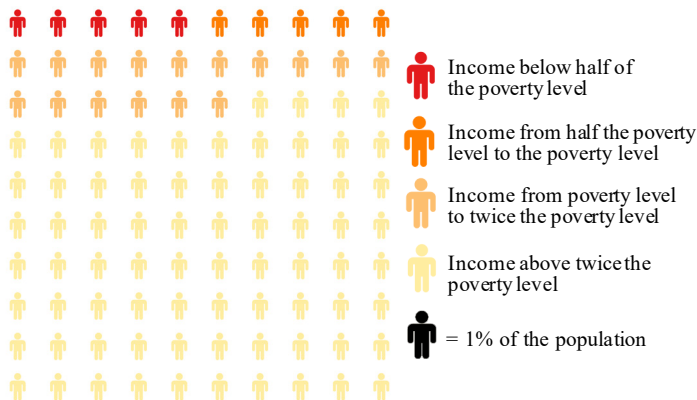 Income below half of
the poverty level
Income from half the poverty
level to the poverty level
Income from poverty level
to twice the poverty level
Income above twice the
poverty level
= 1% of the population